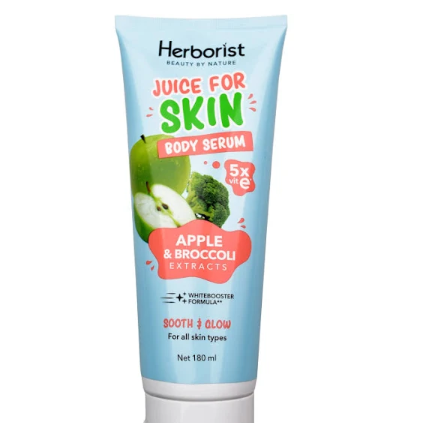 Herborist
BEAUTY BY NATURE
JUICE FOR
SKIN
BODY SERUM
5x
vit e
APPLE
& BROCCOLI
EXTRACTS
WHITEBOOSTER
FORMULA**
SOOTH & GLOW
For all skin types
Net 180 ml